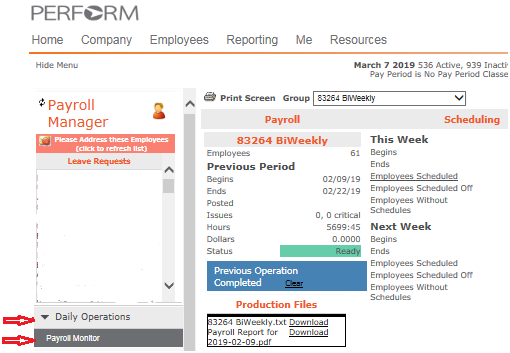 PERFORM
Home Company Employees Reporting Me Resources
Hide Menu
March 7 2019 536 Active, 939 Inacti
Pay Period is No Pay Period Classe
Payroll
Manager
Please Address these Employees
(click to refresh list)
Leave Requests
Daily Operations
Payroll Monitor
Print Screen Group 83264 BiWeekly
Payroll Scheduling
83264 BiWeekly
Employees 61
Previous Period
Begins 02/09/19
Ends 02/22/19
Posted
Issues 0, 0 critical
Hours 5699:45
Dollars 0.0000
Status Ready
Previous Operation
Completed Clear
Production Files
83264 BiWeekly.txt Download
Payroll Report for Download
2019-02-09.pdf
This Week
Begins
Ends
Employees Scheduled
Employees Scheduled Off
Employees Without
Schedules
Next Week
Begins
Ends
Employees Scheduled
Employees Scheduled Off
Employees Without
Schedules